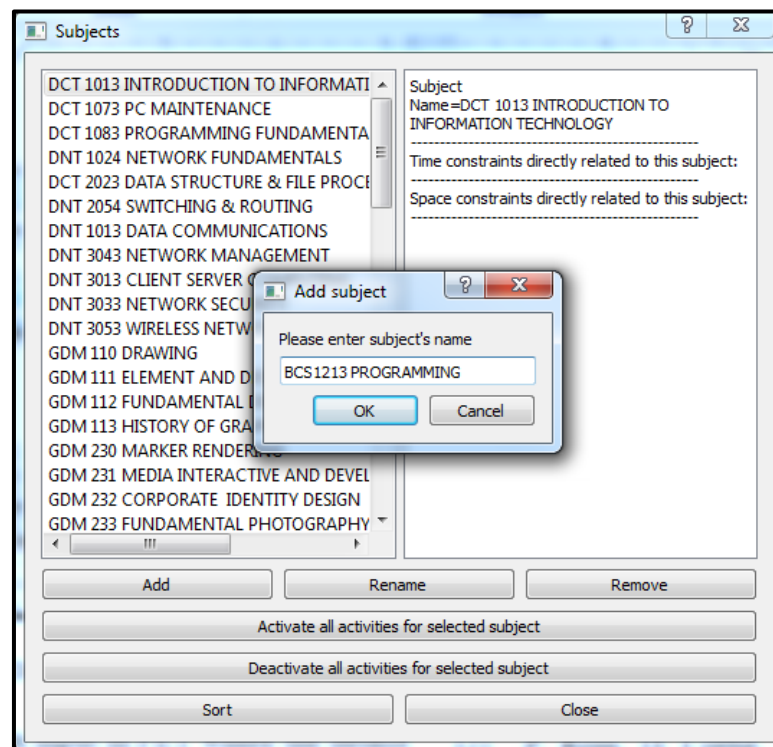 Subjects
DCT 1013 INTRODUCTION TO INFORMATI
DCT 1073 PC MAINTENANCE
DCT 1083 PROGRAMMING FUNDAMENTA
DNT 1024 NETWORK FUNDAMENTALS
DCT 2023 DATA STRUCTURE & FILE PROCE
DNT 2054 SWITCHING & ROUTING
DNT 1013 DATA COMMUNICATIONS
DNT 3043 NETWORK MANAGEMENT
DNT 3013 CLIENT SERVER
DNT 3033 NETWORK SECU
DNT 3053 WIRELESS NETW
GDM 110 DRAWING
GDM 111 ELEMENT AND D
GDM 112 FUNDAMENTAL
GDM 113 HISTORY OF GRA
GDM 230 MARKER RENDERING
GDM 231 MEDIA INTERACTIVE AND DEVEL
GDM 232 CORPORATE IDENTITY DESIGN
GDM 233 FUNDAMENTAL PHOTOGRAPHY
Subject
Name=DCT 1013 INTRODUCTION TO
INFORMATION TECHNOLOGY
------------------------------------------------
Time constraints directly related to this subject:
------------------------------------------------
Space constraints directly related to this subject:
------------------------------------------------
Add subject
Please enter subject's name
BCS1213 PROGRAMMING
OK Cancel
Add Rename Remove
Activate all activities for selected subject
Deactivate all activities for selected subject
Sort Close